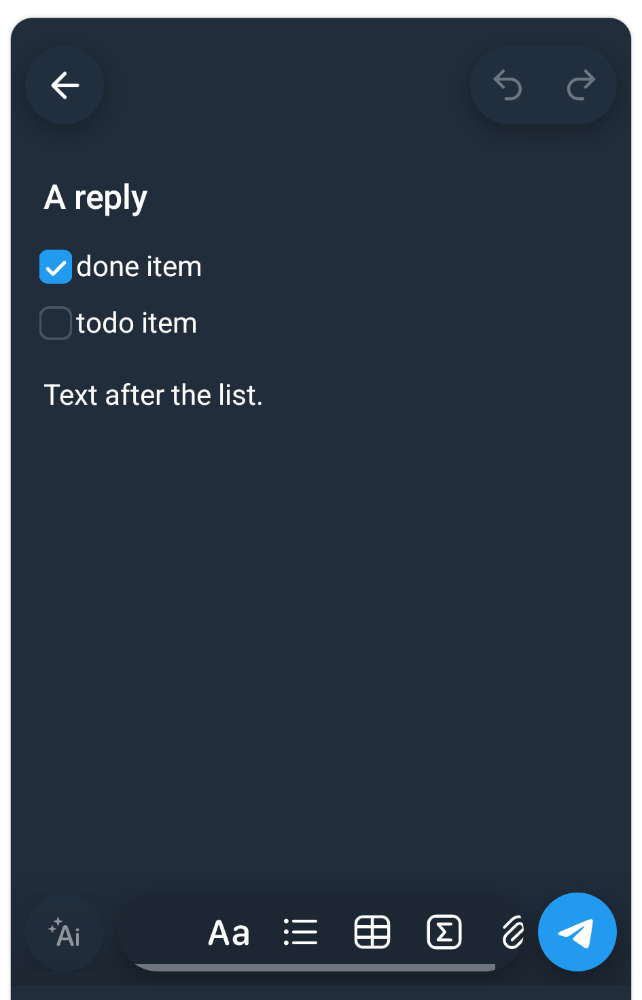 A reply
done item
todo item
Text after the list.
Ai
Aa
Σ